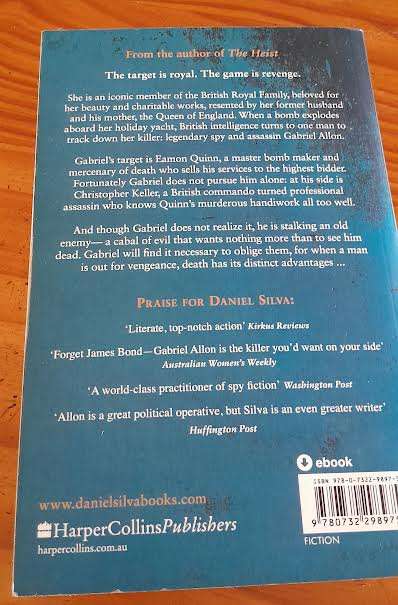 From the author of The Heist
The target is royal. The game is revenge.
She is an iconic member of the British Royal Family, beloved for
her beauty and charitable works, resented by her former husband
and his mother, the Queen of England. When a bomb explodes
aboard her holiday yacht, British intelligence turns to one man to
track down her killer: legendary spy and assassin Gabriel Allon.
Gabriel's target is Eamon Quinn, a master bomb maker and
mercenary of death who sells his services to the highest bidder.
Fortunately Gabriel does not pursue him alone: at his side is
Christopher Keller, a British commando turned professional
assassin who knows Quinn's murderous handiwork all too well.
And though Gabriel does not realize it, he is stalking an old
enemy— a cabal of evil that wants nothing more than to see him
dead. Gabriel will find it necessary to oblige them, for when a man
is out for vengeance, death has its distinct advantages ...
PRAISE FOR DANIEL SILVA:
'Literate, top-notch action' Kirkus Reviews
'Forget James Bond—Gabriel Allon is the killer you'd want on your side'
Australian Women's Weekly
'A world-class practitioner of spy fiction' Washington Post
'Allon is a great political operative, but Silva is an even greater writer'
Huffington Post
ebook
ISBN 978-0-7322-9897-5
www.danielsilvabooks.com
HarperCollinsPublishers
harpercollins.com.au
9 780732 298975
FICTION